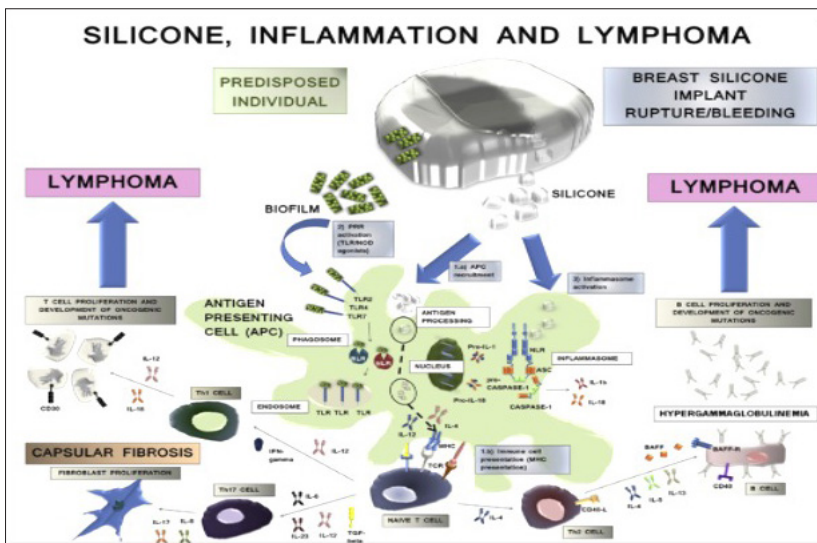 SILICONE, INFLAMMATION AND LYMPHOMA
PREDISPOSED
INDIVIDUAL
BREAST SILICONE
IMPLANT
RUPTURE/BLEEDING
LYMPHOMA
BIOFILM
SILICONE
LYMPHOMA
2) PRR
activation
(TLR/NOD
agonists)
1.a) APC
recruitment
3) Inflammasome
activation
T CELL PROLIFERATION AND
DEVELOPMENT OF ONCOGENIC
MUTATIONS
B CELL PROLIFERATION AND
DEVELOPMENT OF ONCOGENIC
MUTATIONS
ANTIGEN
PRESENTING
CELL (APC)
TLR2
TLR4
TLR7
ANTIGEN
PROCESSING
PHAGOSOME
NLR
NLR
NUCLEUS
Pro-IL-1
Pro-IL-18
pro-
CASPASE-1
CASPASE-1
NLR
ASC
INFLAMMASOME
IL-1b
IL-18
CD30
IL-12
IL-18
Th1 CELL
ENDOSOME
TLR TLR
TLR
IL-12
IL-4
MHC
TCR
1.b) Immune cell
presentation (MHC
presentation)
HYPERGAMMAGLOBULINEMIA
BAFF
BAFF-R
CD40
B CELL
IFN-
gamma
IL-12
CAPSULAR FIBROSIS
FIBROBLAST PROLIFERATION
Th17 CELL
IL-6
IL-23
TGF-
beta
IL-17
NAIVE T CELL
IL-4
CD40-L
Th2 CELL
IL-4
IL-5
IL-13